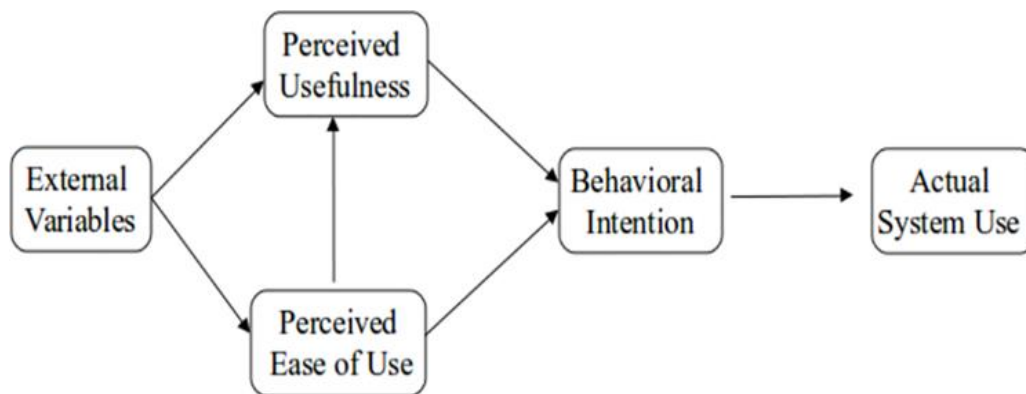 Perceived
Usefulness
External
Variables
Behavioral
Intention
Actual
System Use
Perceived
Ease of Use